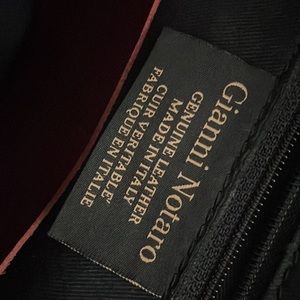 Gianni Notaro
GENUINE LEATHER
MADE IN ITALY
CUIR VERITABLE
FABRIQUE EN ITALIE